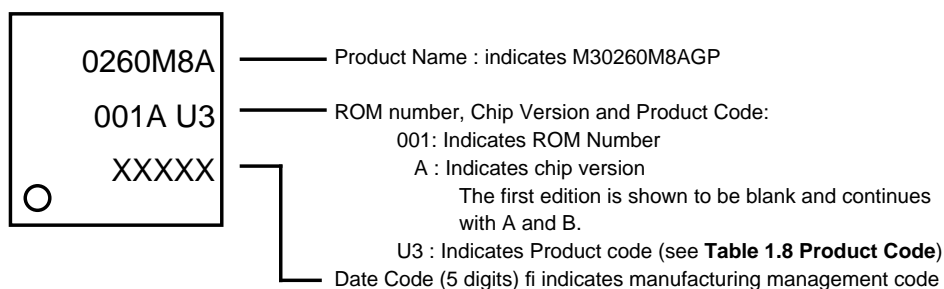 0260M8A
Product Name : indicates M30260M8AGP
001A U3
ROM number, Chip Version and Product Code:
001: Indicates ROM Number
A : Indicates chip version
The first edition is shown to be blank and continues
with A and B.
U3 : Indicates Product code (see Table 1.8 Product Code)
XXXXX
Date Code (5 digits) fi indicates manufacturing management code